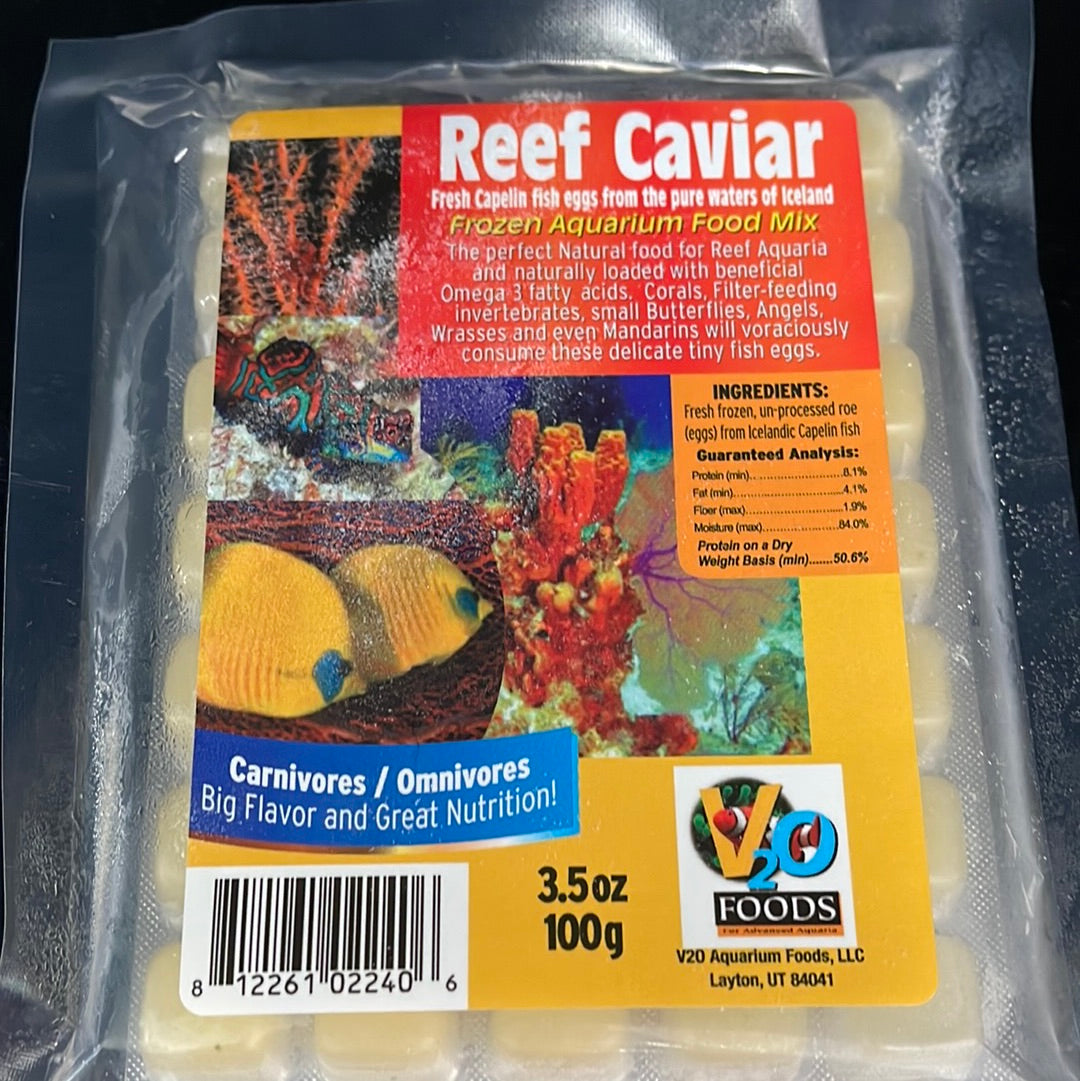 Reef Caviar
Fresh Capelin fish eggs from the pure waters of Iceland
Frozen Aquarium Food Mix
The perfect Natural food for Reef Aquaria
and naturally loaded with beneficial
Omega 3 fatty acids. Corals, Filter-feeding
invertebrates, small Butterflies, Angels,
Wrasses and even Mandarins will voraciously
consume these delicate tiny fish eggs.
INGREDIENTS:
Fresh frozen, un-processed roe
(eggs) from Icelandic Capelin fish
Guaranteed Analysis:
Protein (min)..........................8.1%
Fat (min)..............................4.1%
Fiber (max)..........................1.9%
Moisture (max)....................84.0%
Protein on a Dry
Weight Basis (min).......50.6%
Carnivores / Omnivores
Big Flavor and Great Nutrition!
3.5oz
100g
V2O
FOODS
For Advanced Aquaria
V20 Aquarium Foods, LLC
Layton, UT 84041
8 12261 02240 6